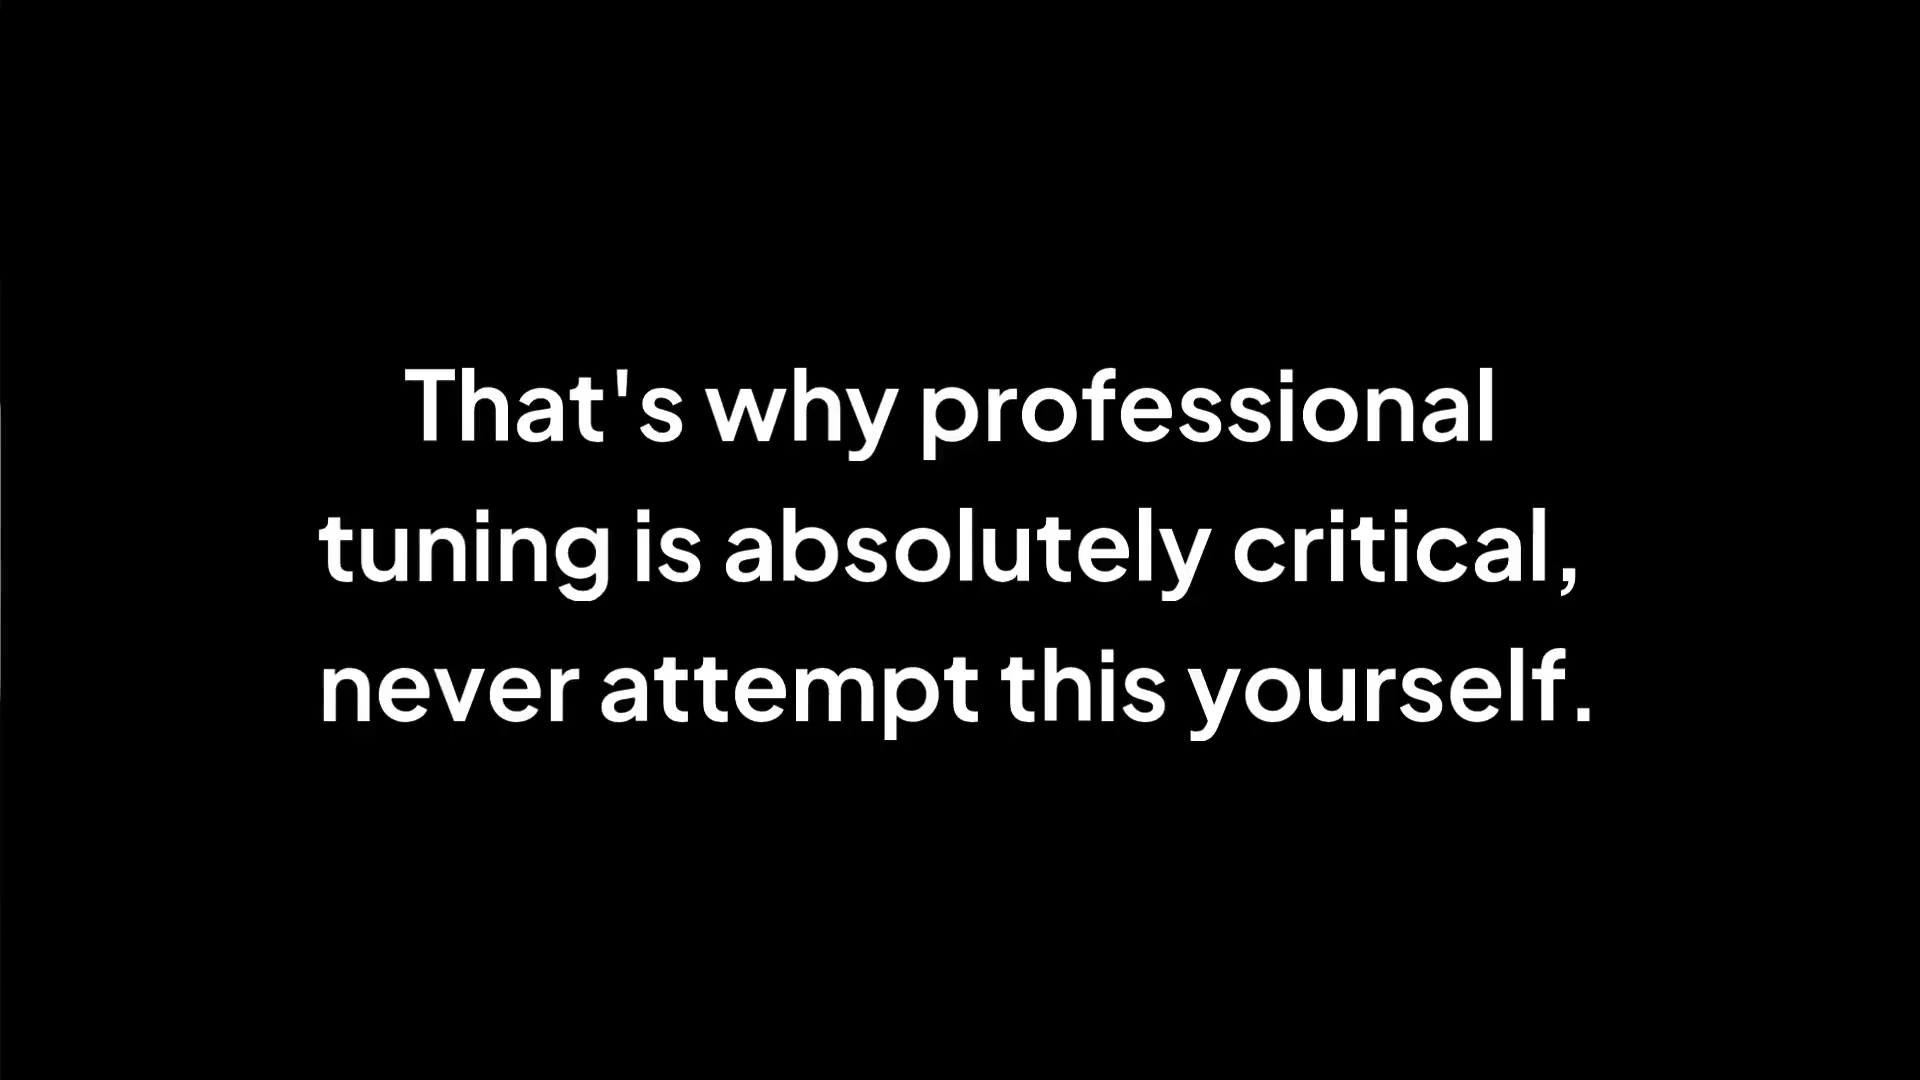 That's why professional
tuning is absolutely critical,
never attempt this yourself.